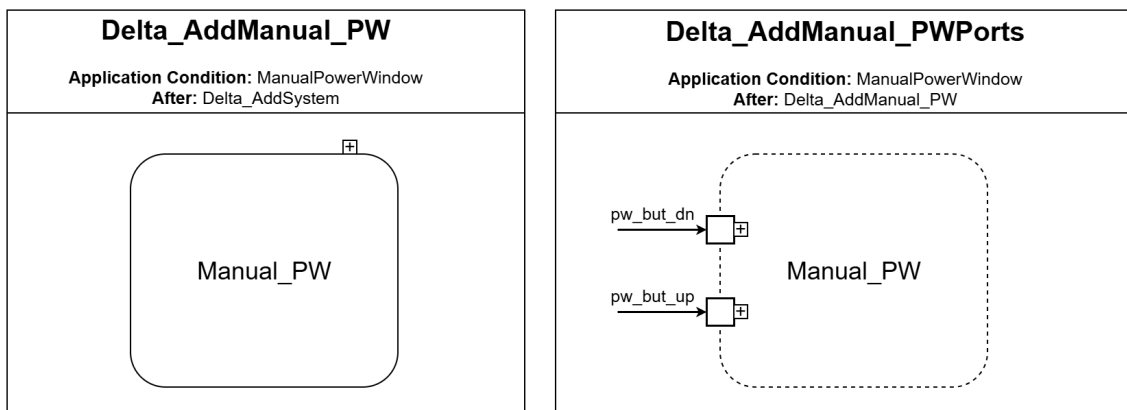 Delta_AddManual_PW
Application Condition: ManualPowerWindow
After: Delta_AddSystem
+
Manual_PW
Delta_AddManual_PWPorts
Application Condition: ManualPowerWindow
After: Delta_AddManual_PW
pw_but_dn
+
Manual_PW
pw_but_up
+